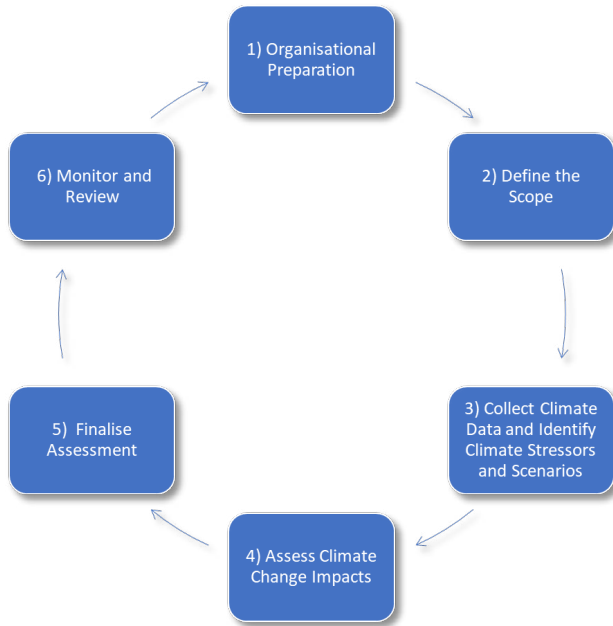 1) Organisational
Preparation
2) Define the
Scope
3) Collect Climate
Data and Identify
Climate Stressors
and Scenarios
4) Assess Climate
Change Impacts
5) Finalise
Assessment
6) Monitor and
Review